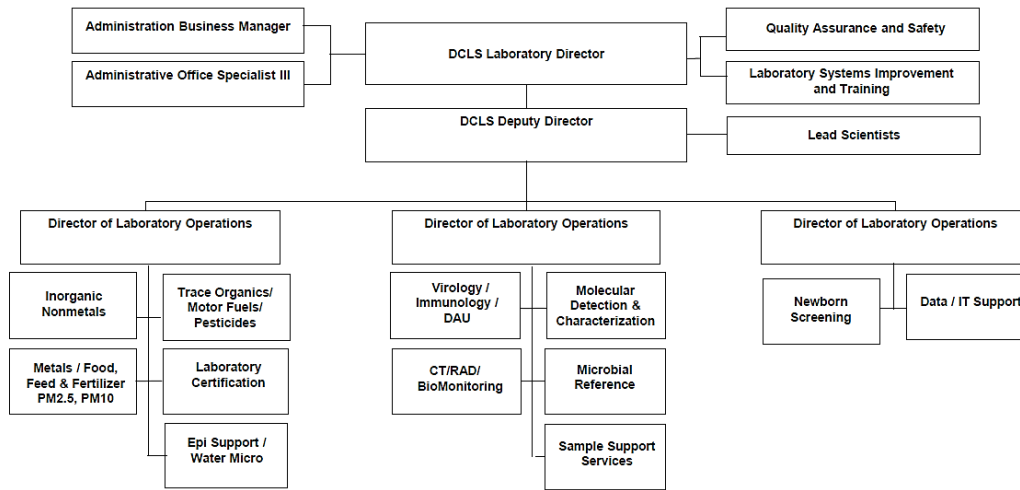 Administration Business Manager
DCLS Laboratory Director
Quality Assurance and Safety
Administrative Office Specialist III
Laboratory Systems Improvement
and Training
DCLS Deputy Director
Lead Scientists
Director of Laboratory Operations
Director of Laboratory Operations
Director of Laboratory Operations
Inorganic
Nonmetals
Trace Organics/
Motor Fuels/
Pesticides
Metals / Food,
Feed & Fertilizer
PM2.5, PM10
Laboratory
Certification
Epi Support /
Water Micro
Virology /
Immunology /
DAU
Molecular
Detection &
Characterization
CT/RAD/
BioMonitoring
Microbial
Reference
Sample Support
Services
Newborn
Screening
Data / IT Support